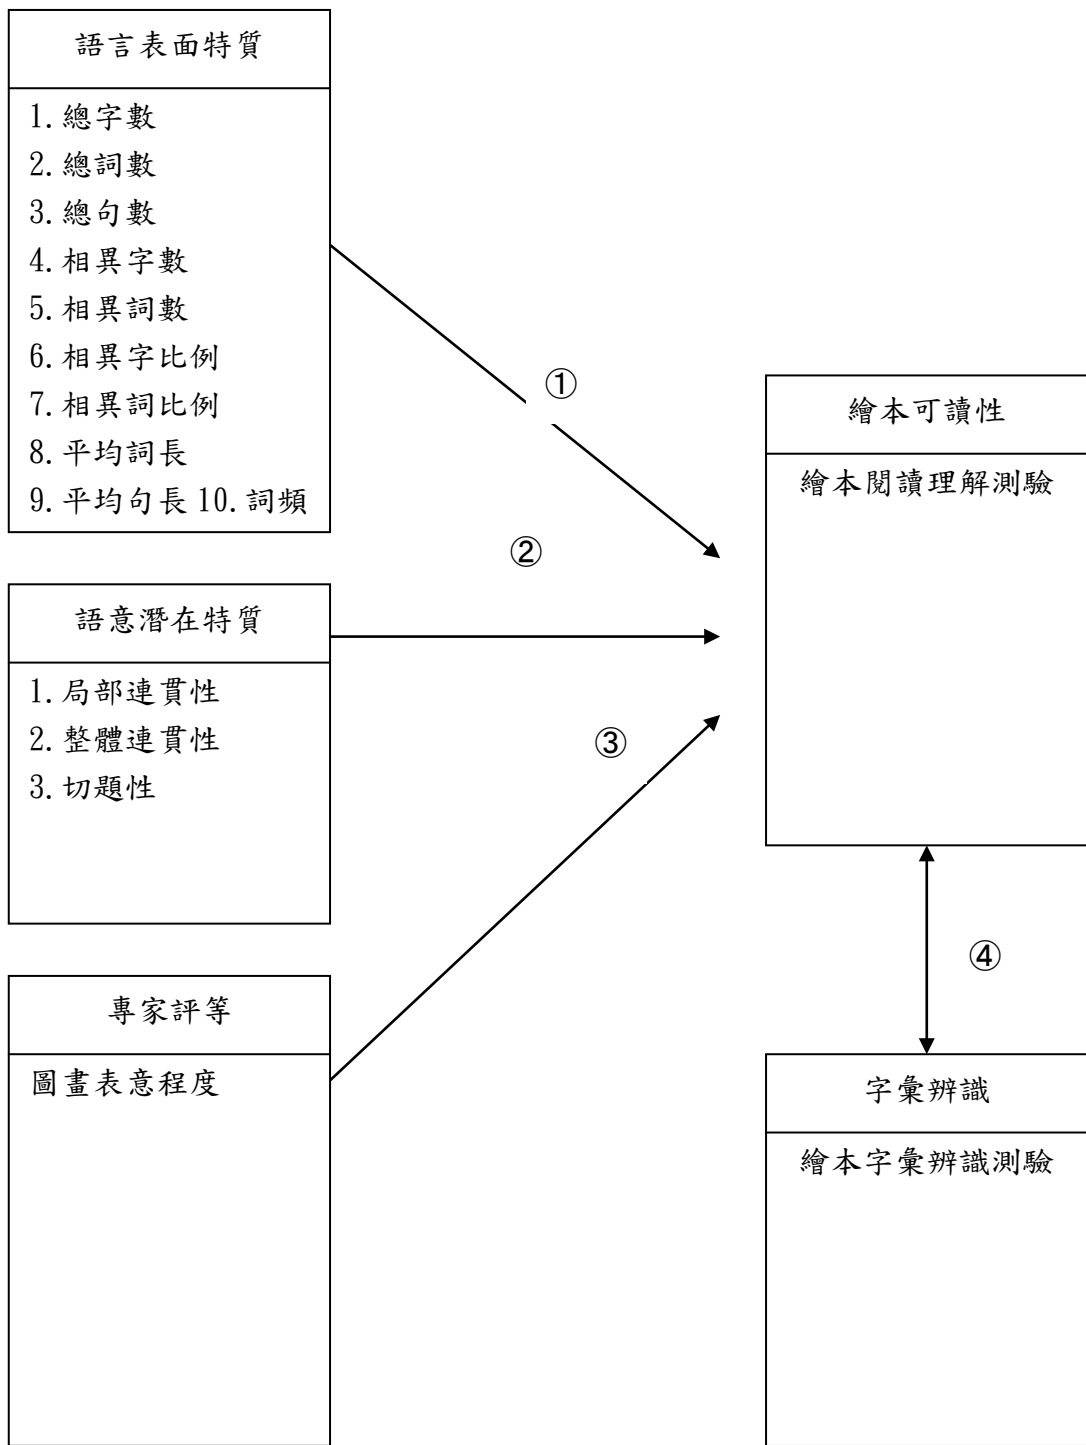 語言表面特質
1.總字數
2.總詞數
3.總句數
4.相異字數
5.相異詞數
6.相異字比例
7.相異詞比例
8.平均詞長
9.平均句長 10.詞頻
①
繪本可讀性
繪本閱讀理解測驗
②
語意潛在特質
1.局部連貫性
2.整體連貫性
3.切題性
③
④
專家評等
圖畫表意程度
字彙辨識
繪本字彙辨識測驗